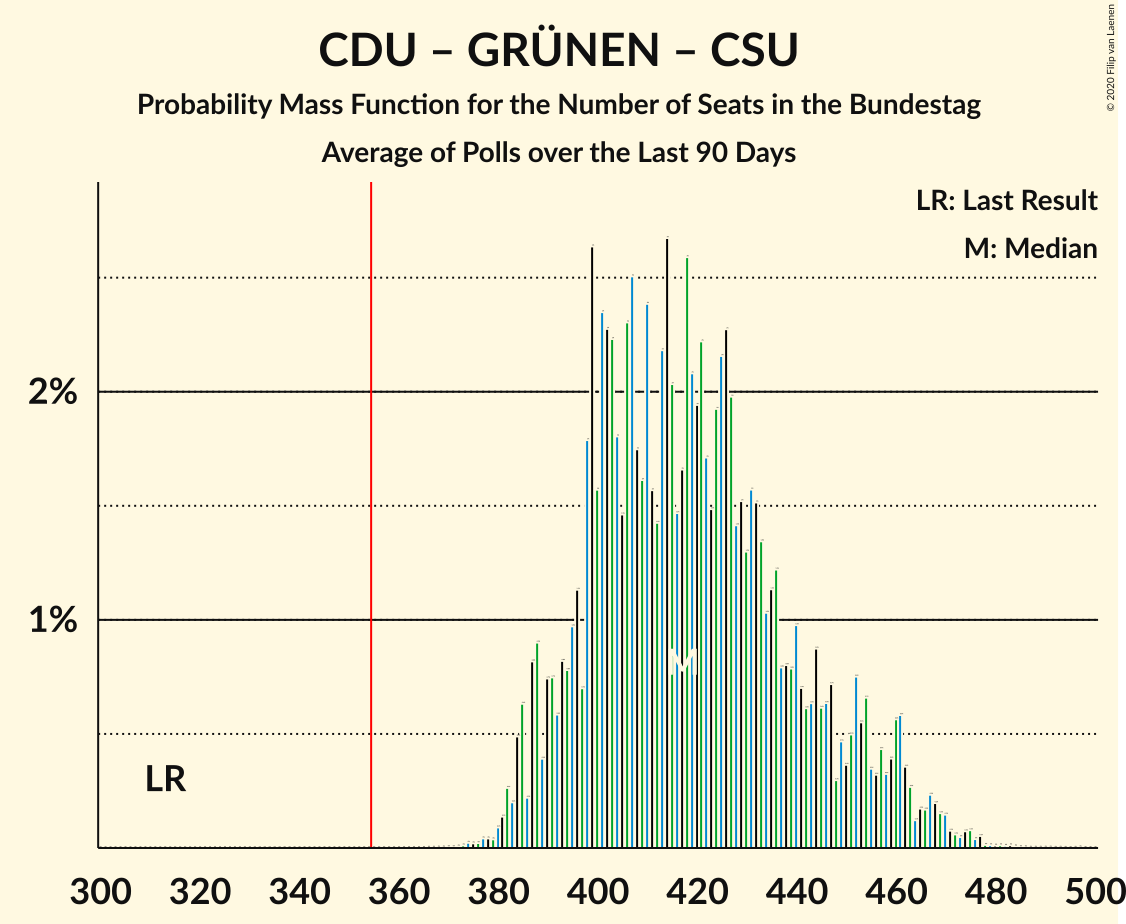 CDU – GRÜNEN – CSU
Probability Mass Function for the Number of Seats in the Bundestag
Average of Polls over the Last 90 Days
© 2020 Filip van Laenen
LR: Last Result
M: Median
2%
1%
M
LR
300 320 340 360 380 400 420 440 460 480 500